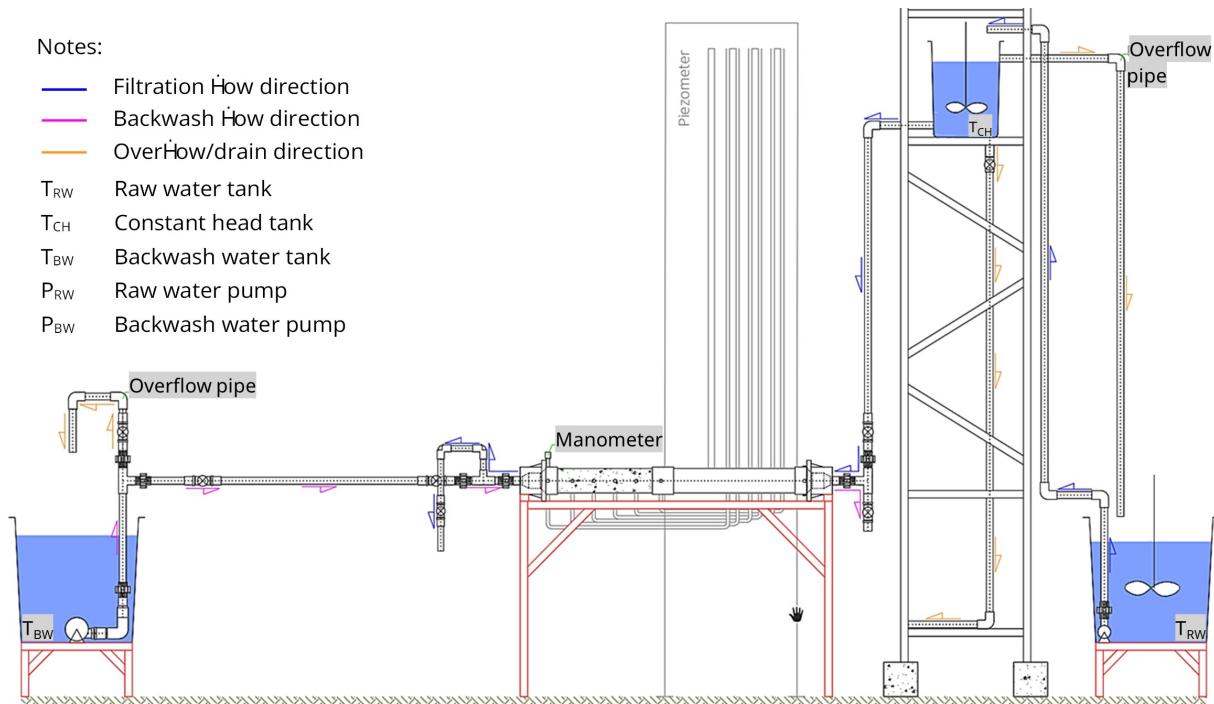 Notes:
Filtration Ḣow direction
Backwash Ḣow direction
OverḢow/drain direction
TRW Raw water tank
TCH Constant head tank
TBW Backwash water tank
PRW Raw water pump
PBW Backwash water pump
Piezometer
Overflow
pipe
TCH
Overflow pipe
Manometer
TBW
TRW